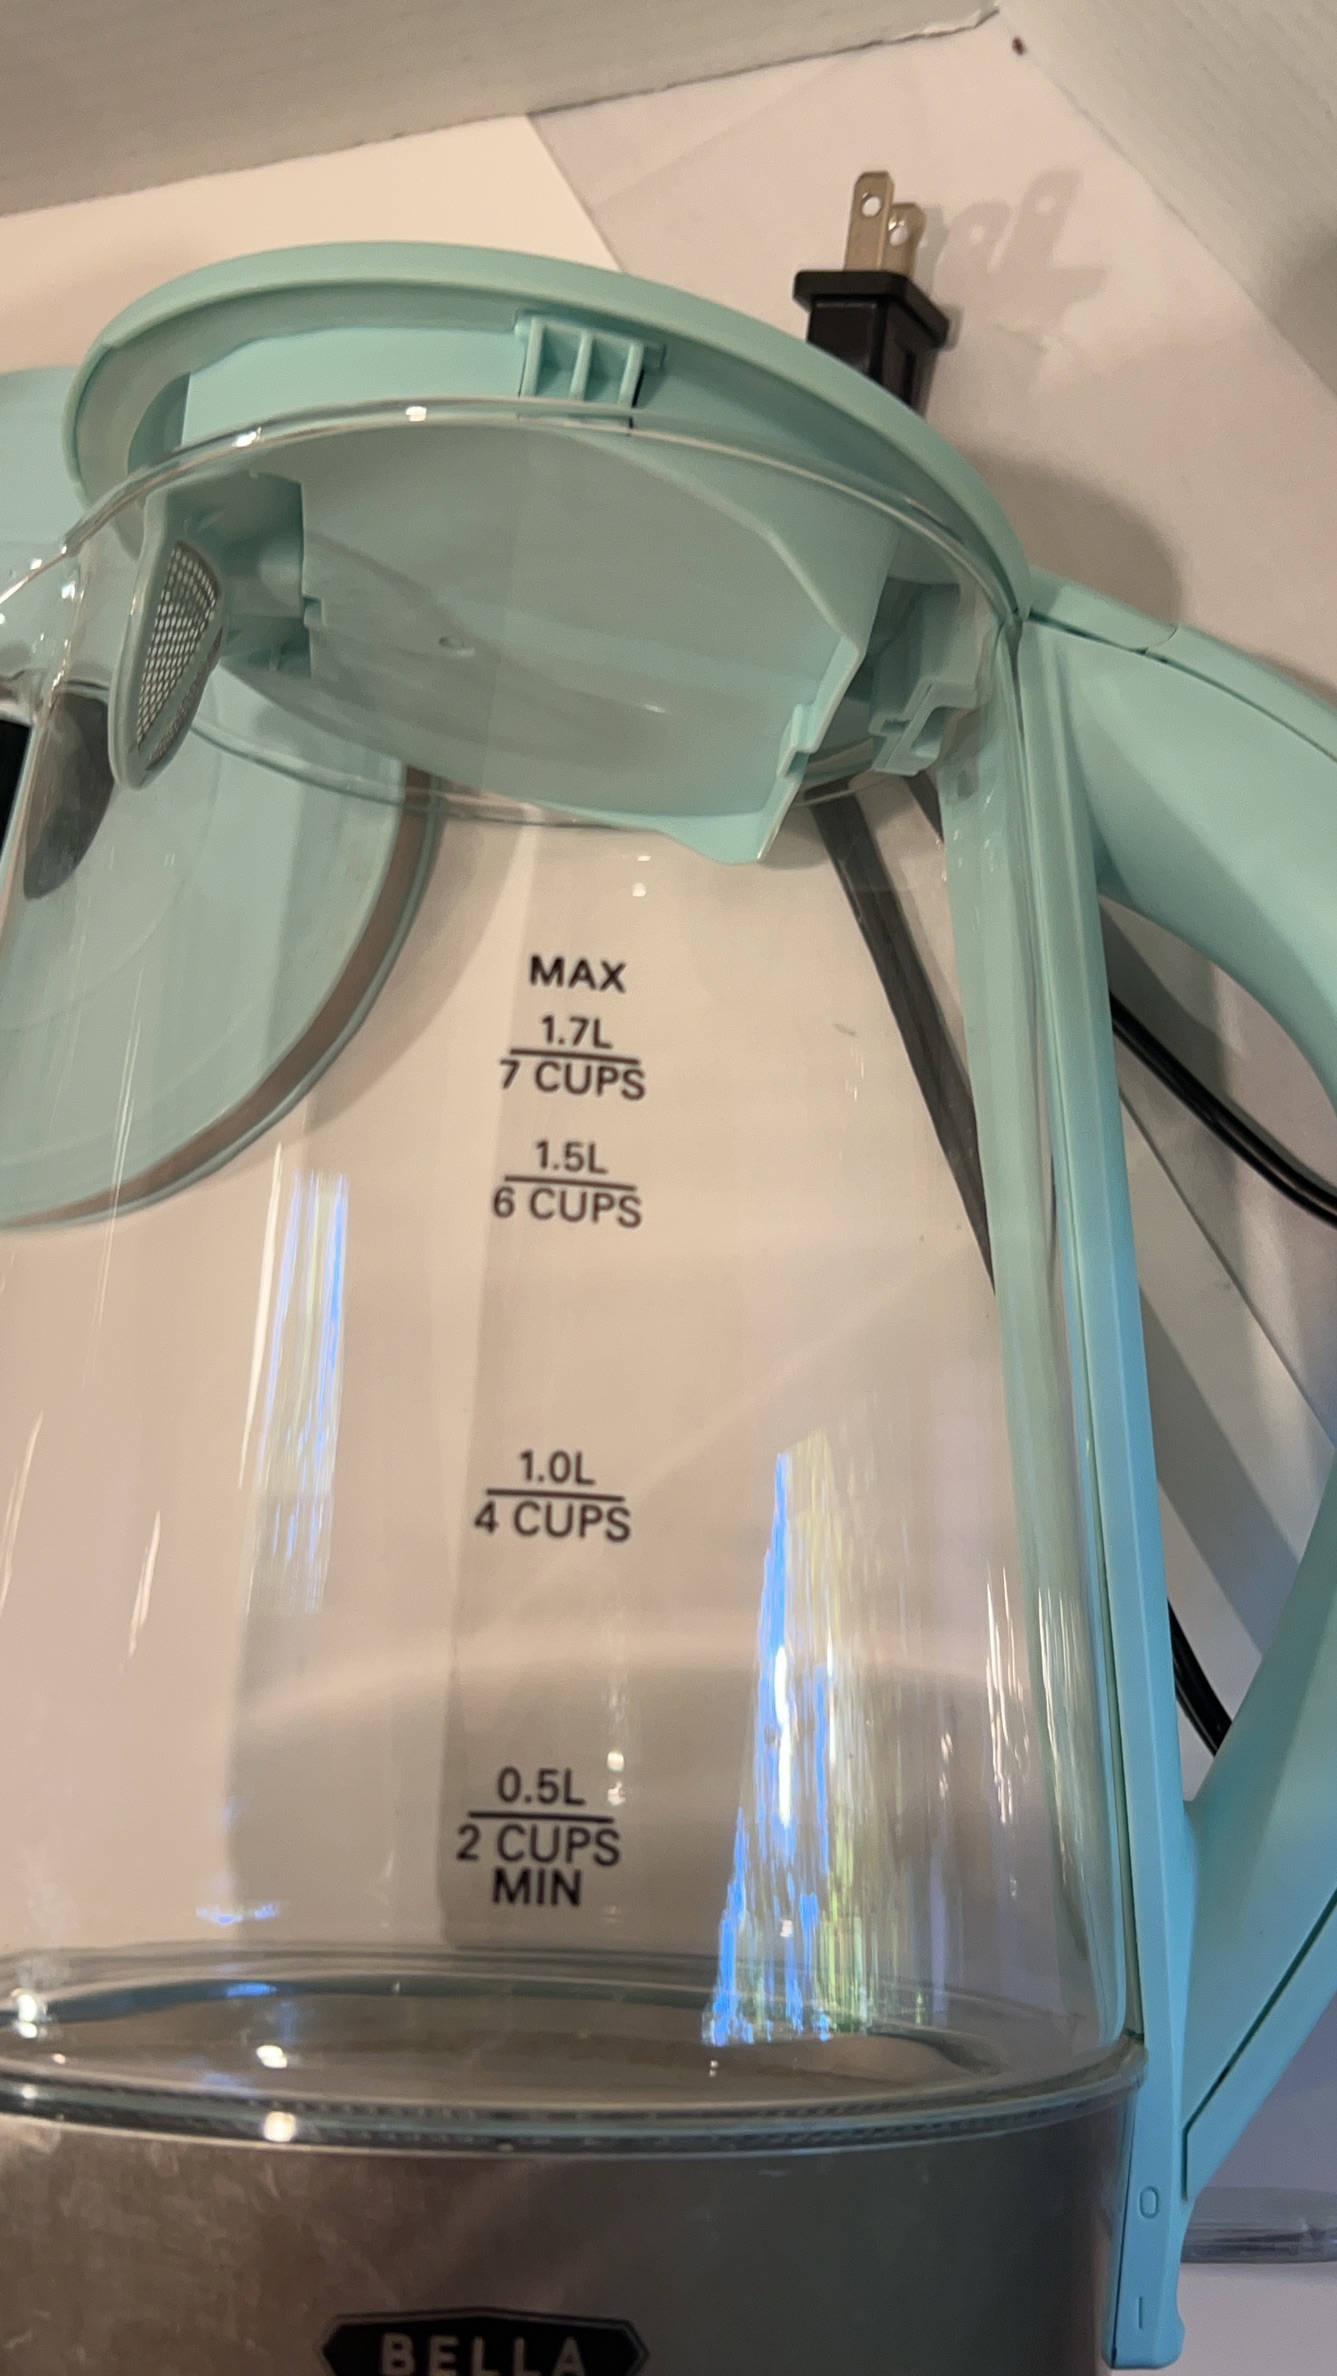 MAX
1.7L
7 CUPS
1.5L
6 CUPS
1.0L
4 CUPS
0.5L
2 CUPS
MIN
O
I
BELLA